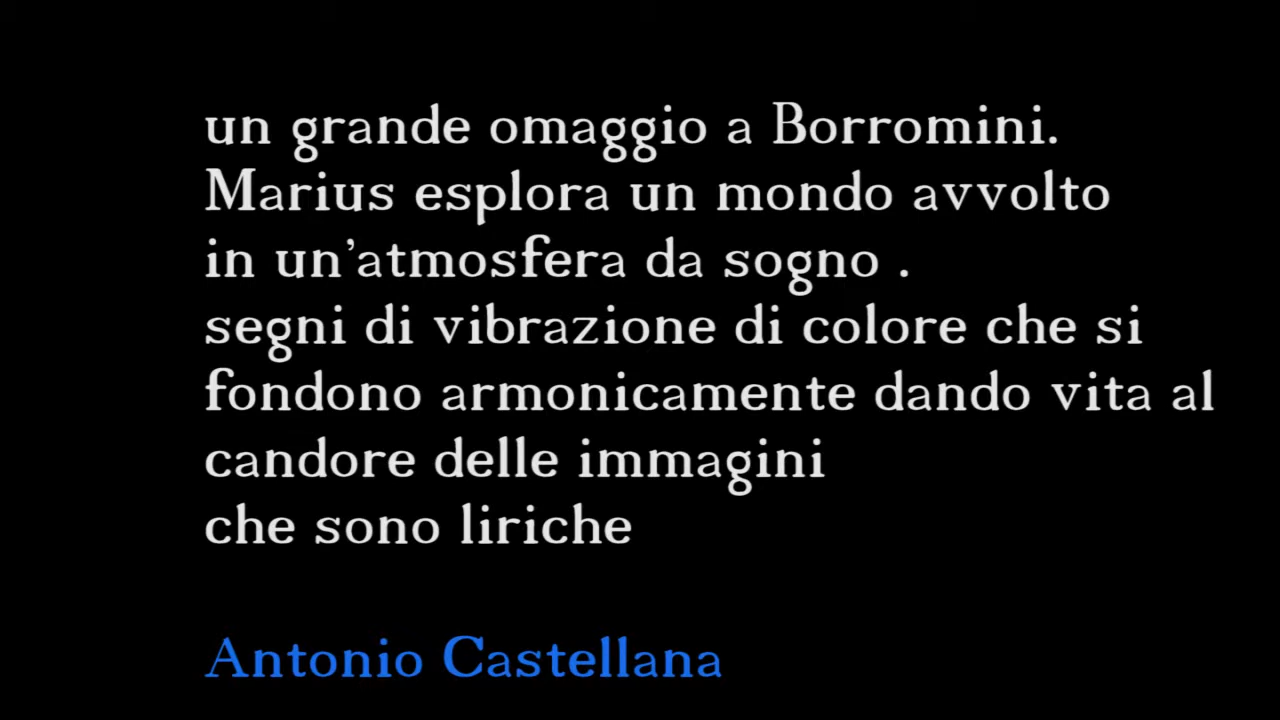 un grande omaggio a Borromini.
Marius esplora un mondo avvolto
in un’atmosfera da sogno .
segni di vibrazione di colore che si
fondono armonicamente dando vita al
candore delle immagini
che sono liriche
Antonio Castellana